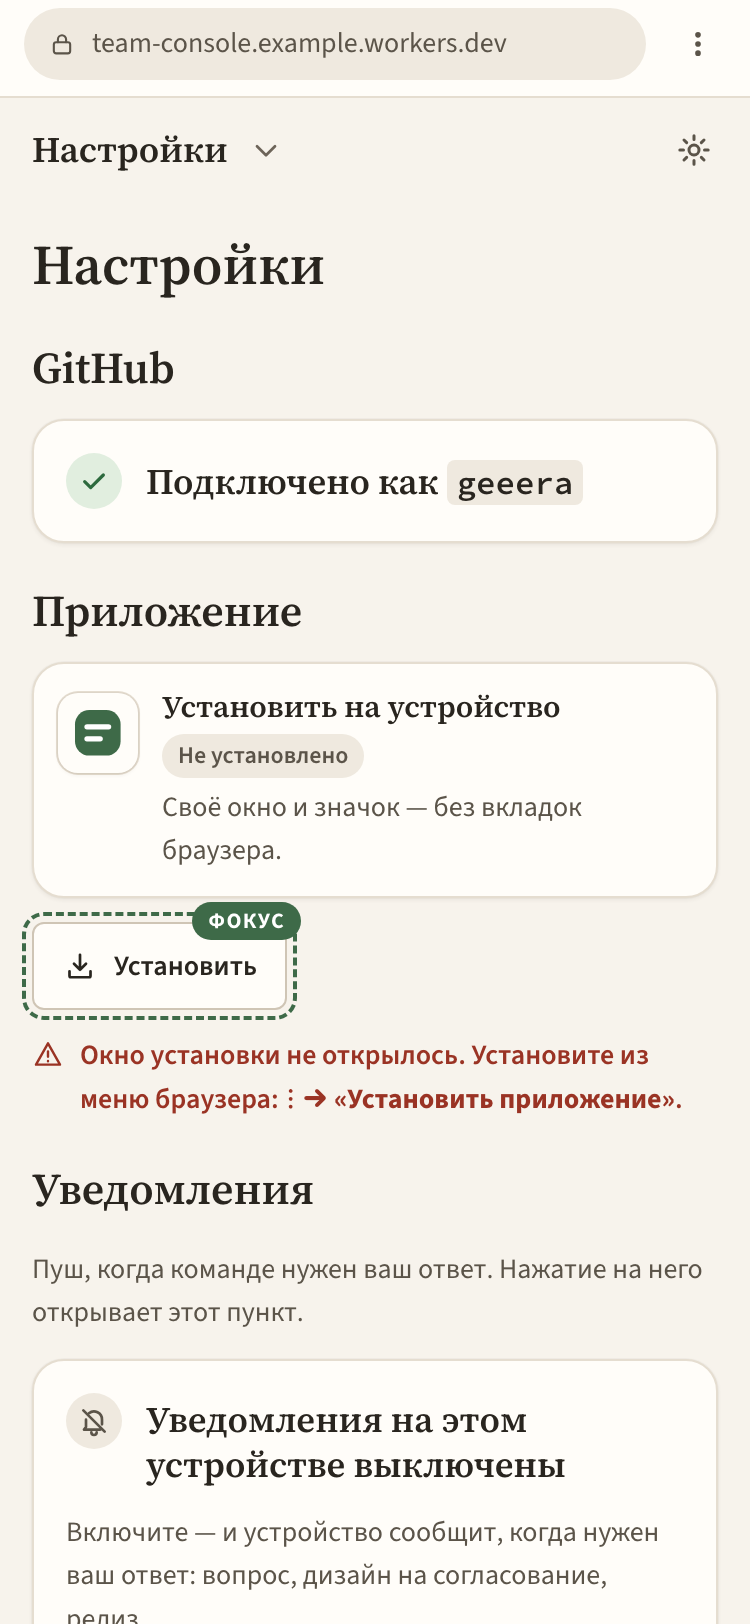 team-console.example.workers.dev
Настройки
Настройки
GitHub
Подключено как geeera
Приложение
Установить на устройство
Не установлено
Своё окно и значок — без вкладок
браузера.
ФОКУС
Установить
Окно установки не открылось. Установите из
меню браузера: ⋮ ➔ «Установить приложение».
Уведомления
Пуш, когда команде нужен ваш ответ. Нажатие на него
открывает этот пункт.
Уведомления на этом
устройстве выключены
Включите — и устройство сообщит, когда нужен
ваш ответ: вопрос, дизайн на согласование,
релиз